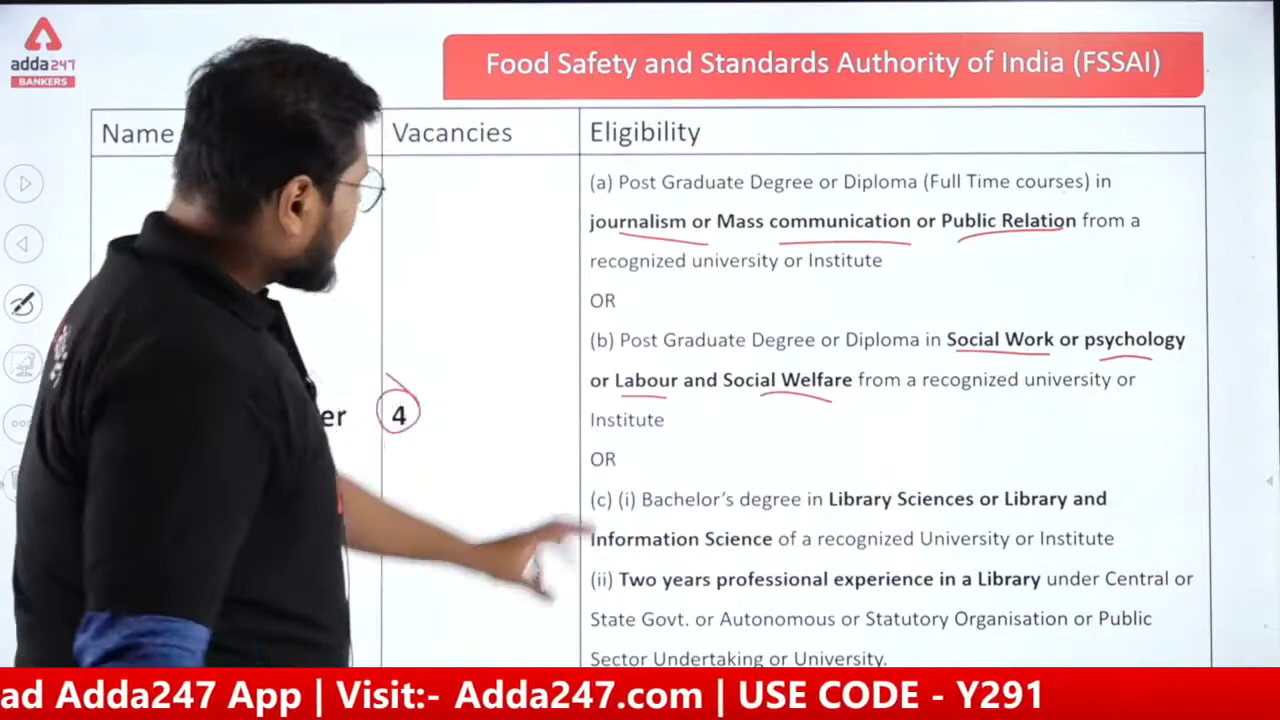 adda247
BANKERS
Food Safety and Standards Authority of India (FSSAI)
Name
Vacancies
Eligibility
(a) Post Graduate Degree or Diploma (Full Time courses) in
journalism or Mass communication or Public Relation from a
recognized university or Institute
OR
(b) Post Graduate Degree or Diploma in Social Work or psychology
or Labour and Social Welfare from a recognized university or
Institute
er
4
OR
(c) (i) Bachelor's degree in Library Sciences or Library and
Information Science of a recognized University or Institute
(ii) Two years professional experience in a Library under Central or
State Govt. or Autonomous or Statutory Organisation or Public
Sector Undertaking or University.
ad Adda247 App | Visit:- Adda247.com | USE CODE - Y291